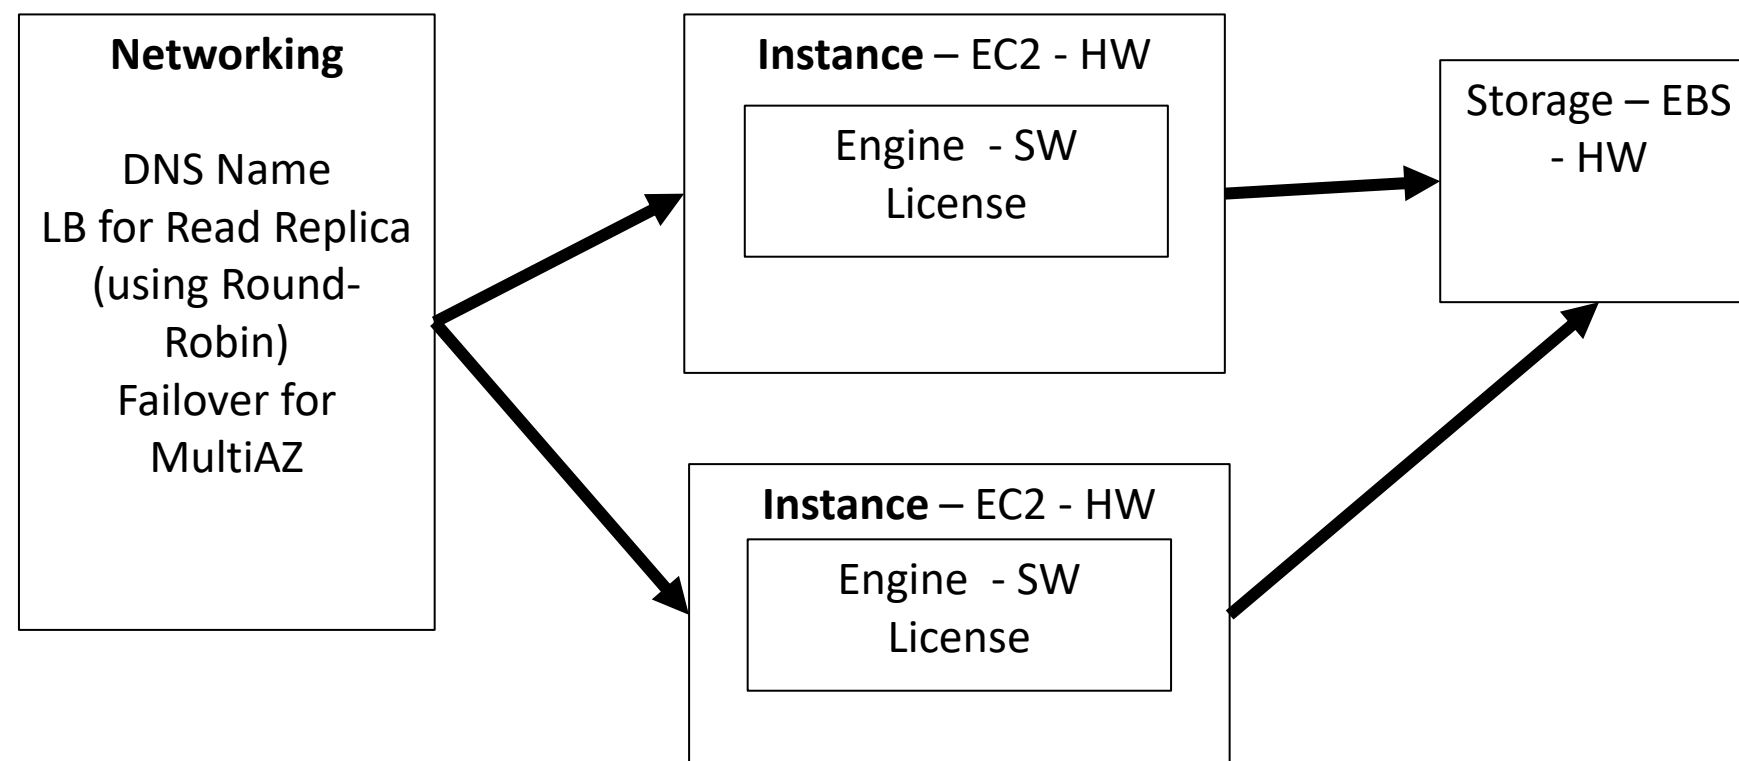 Networking
DNS Name
LB for Read Replica
(using Round-
Robin)
Failover for
MultiAZ
Instance – EC2 - HW
Engine  - SW
License
Instance – EC2 - HW
Engine  - SW
License
Storage – EBS
- HW